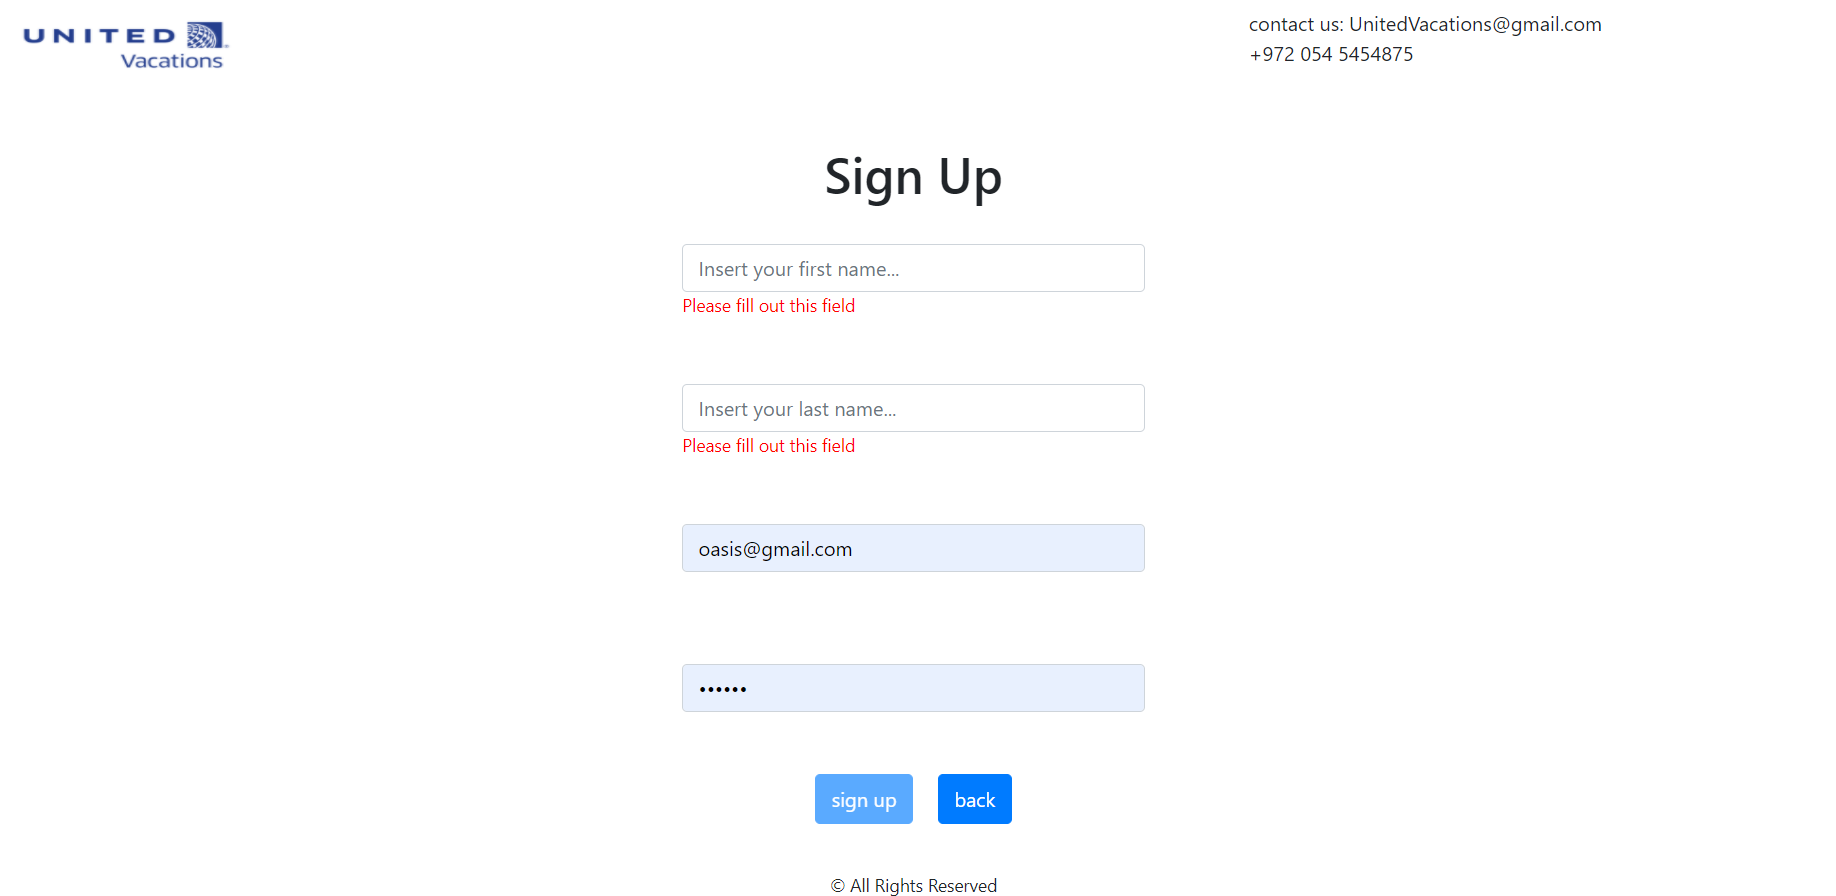 UNITED
Vacations
contact us: UnitedVacations@gmail.com
+972 054 5454875
Sign Up
Insert your first name...
Please fill out this field
Insert your last name...
Please fill out this field
oasis@gmail.com
••••••
sign up
back
© All Rights Reserved